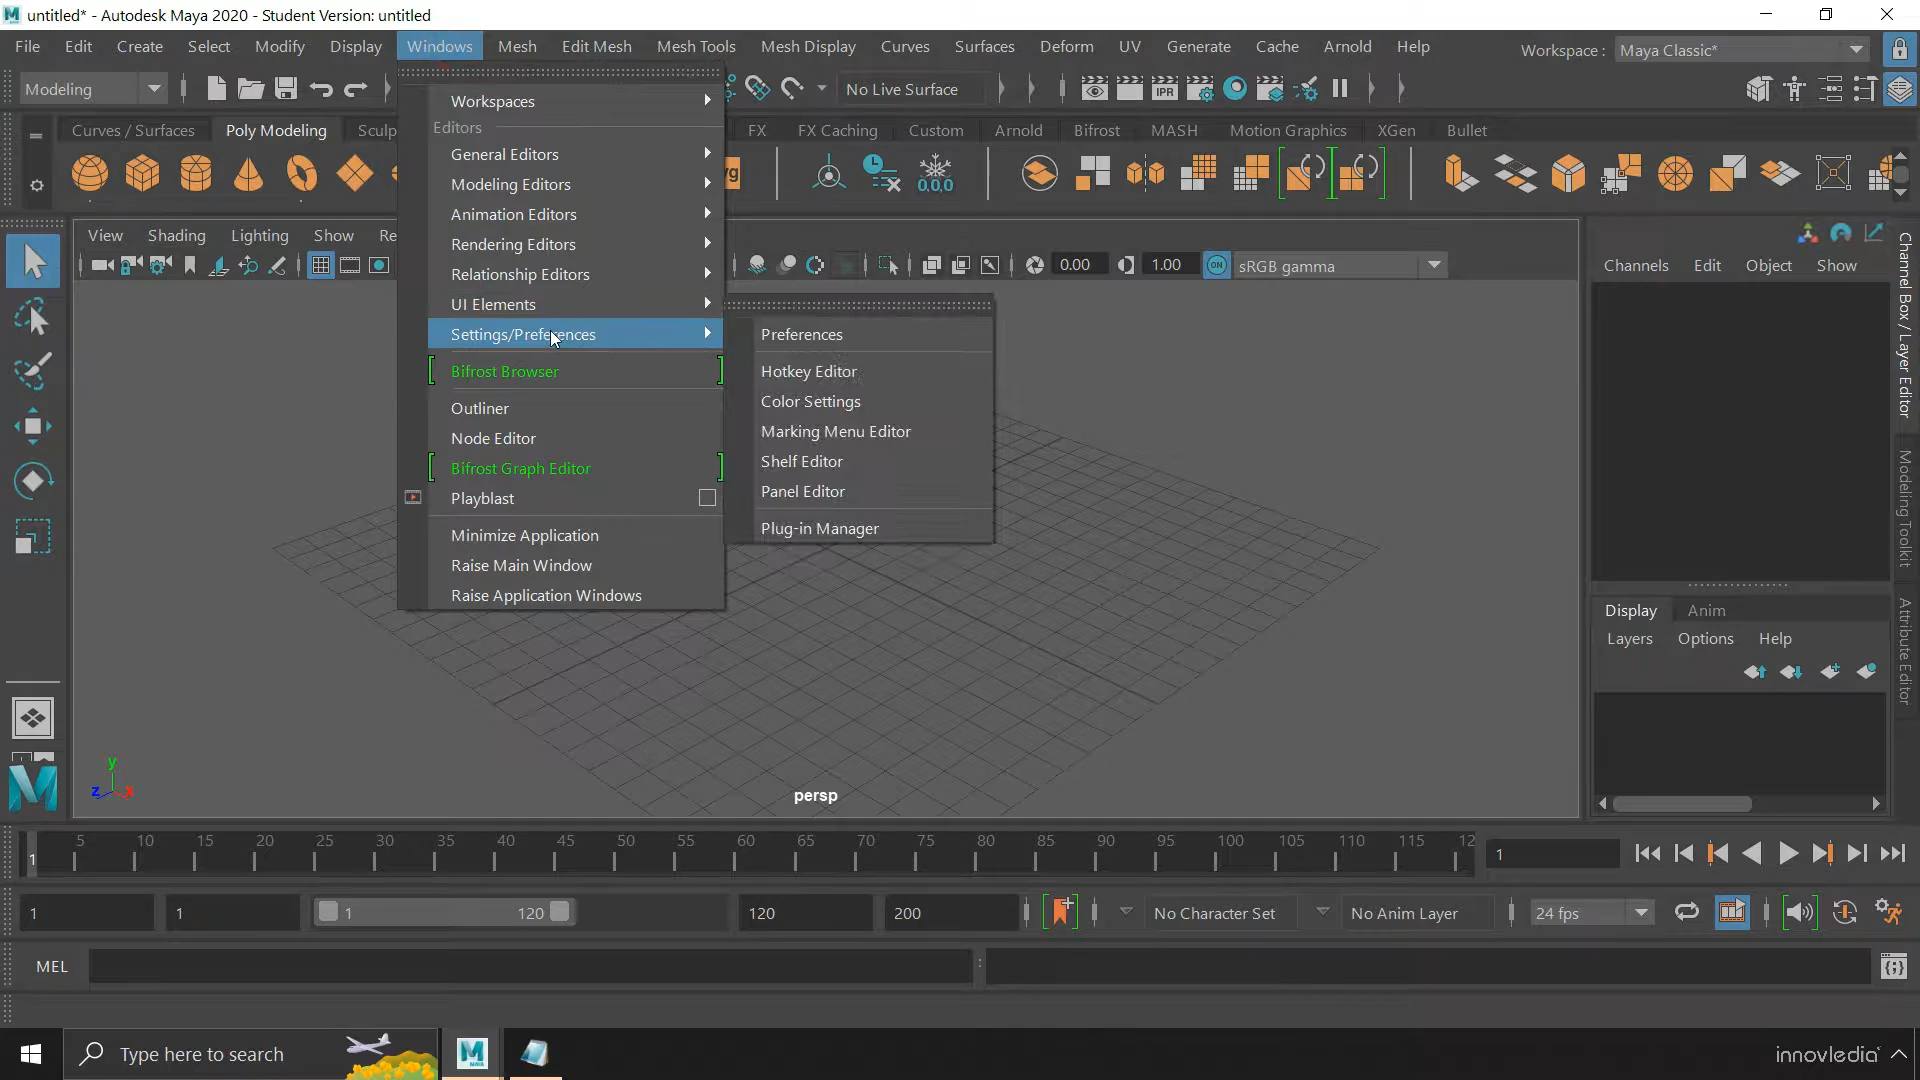 untitled* - Autodesk Maya 2020 - Student Version: untitled
File Edit Create Select Modify Display Windows Mesh Edit Mesh Mesh Tools Mesh Display Curves Surfaces Deform UV Generate Cache Arnold Help Workspace : Maya Classic*
Modeling No Live Surface IPR
Curves / Surfaces Poly Modeling Sculp FX FX Caching Custom Arnold Bifrost MASH Motion Graphics XGen Bullet
0,0,0
View Shading Lighting Show Re
0.00 1.00 ON sRGB gamma
Workspaces
Editors
General Editors
Modeling Editors
Animation Editors
Rendering Editors
Relationship Editors
UI Elements
Settings/Preferences
Bifrost Browser
Outliner
Node Editor
Bifrost Graph Editor
Playblast
Minimize Application
Raise Main Window
Raise Application Windows
Preferences
Hotkey Editor
Color Settings
Marking Menu Editor
Shelf Editor
Panel Editor
Plug-in Manager
Channels Edit Object Show
Channel Box / Layer Editor
Modeling Toolkit
Attribute Editor
Display Anim
Layers Options Help
y
z x
persp
1 5 10 15 20 25 30 35 40 45 50 55 60 65 70 75 80 85 90 95 100 105 110 115 12 1
1 1 1 120 120 200 No Character Set No Anim Layer 24 fps
MEL
Type here to search
innovledia